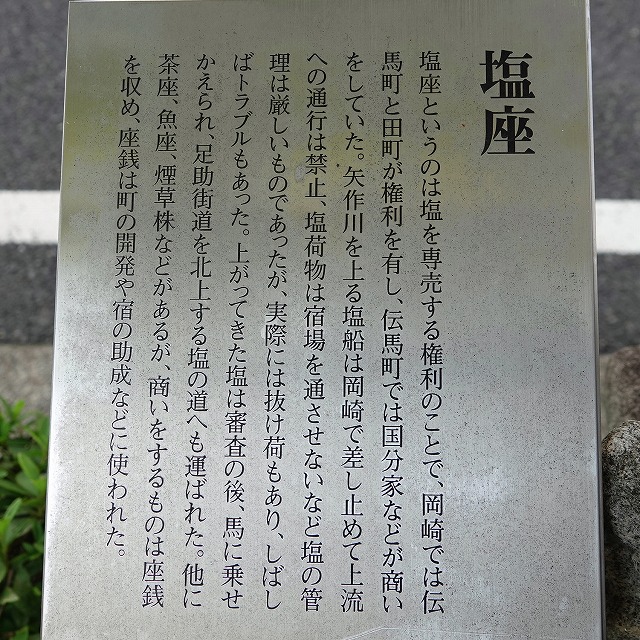 塩座
塩座というのは塩を専売する権利のことで、岡崎では伝
馬町と田町が権利を有し、伝馬町では国分家などが商い
をしていた。矢作川を上る塩船は岡崎で差し止めて上流
への通行は禁止、塩荷物は宿場を通させないなど塩の管
理は厳しいものであったが、実際には抜け荷もあり、しばし
ばトラブルもあった。上がってきた塩は審査の後、馬に乗せ
かえられ、足助街道を北上する塩の道へも運ばれた。他に
茶座、魚座、煙草株などがあるが、商いをするものは座銭
を収め、座銭は町の開発や宿の助成などに使われた。